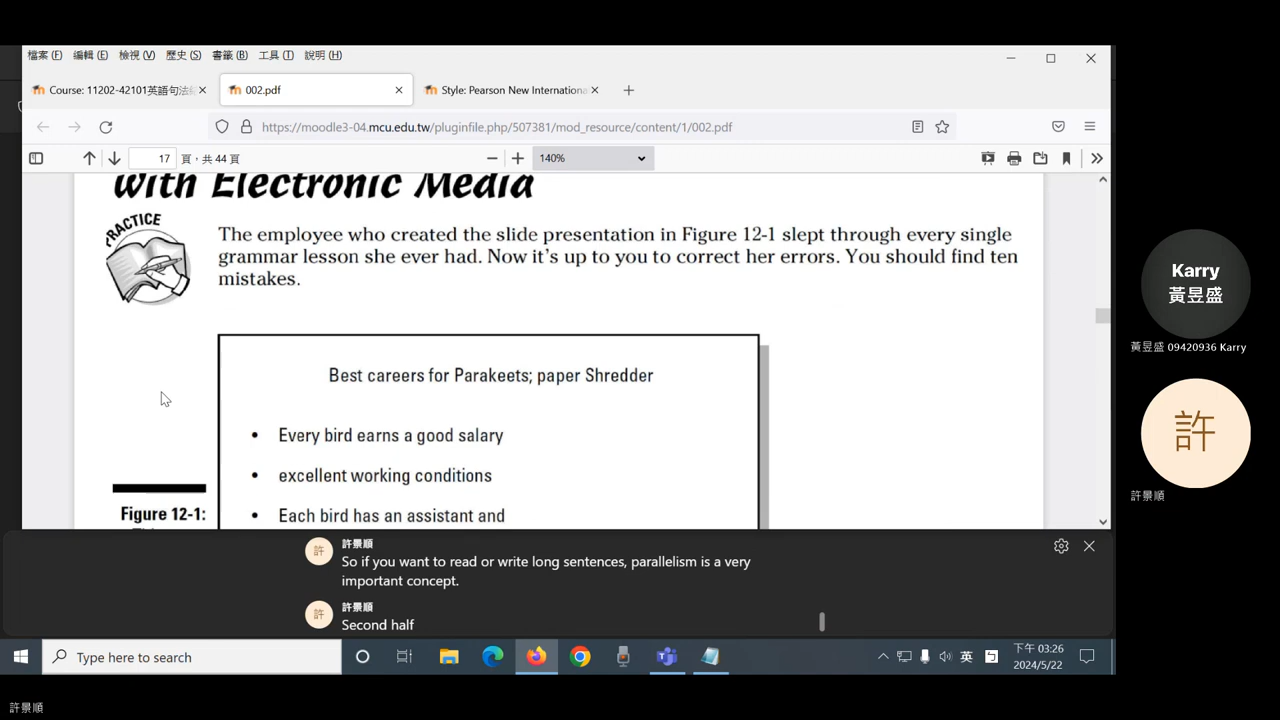 檔案 (F) 編輯 (E) 檢視 (V) 歷史 (S) 書籤 (B) 工具 (T) 說明 (H)
Course: 11202-42101英語句法 002.pdf Style: Pearson New Internationa
https://moodle3-04.mcu.edu.tw/pluginfile.php/507381/mod_resource/content/1/002.pdf
17 頁，共 44 頁 140%
with Electronic Media
PRACTICE
The employee who created the slide presentation in Figure 12-1 slept through every single
grammar lesson she ever had. Now it's up to you to correct her errors. You should find ten
mistakes.
Best careers for Parakeets; paper Shredder
• Every bird earns a good salary
• excellent working conditions
• Each bird has an assistant and
Figure 12-1:
許 許景順
So if you want to read or write long sentences, parallelism is a very
important concept.
許 許景順
Second half
Type here to search
英
下午 03:26
2024/5/22
Karry
黃昱盛
黃昱盛 09420936 Karry
許
許景順
許景順